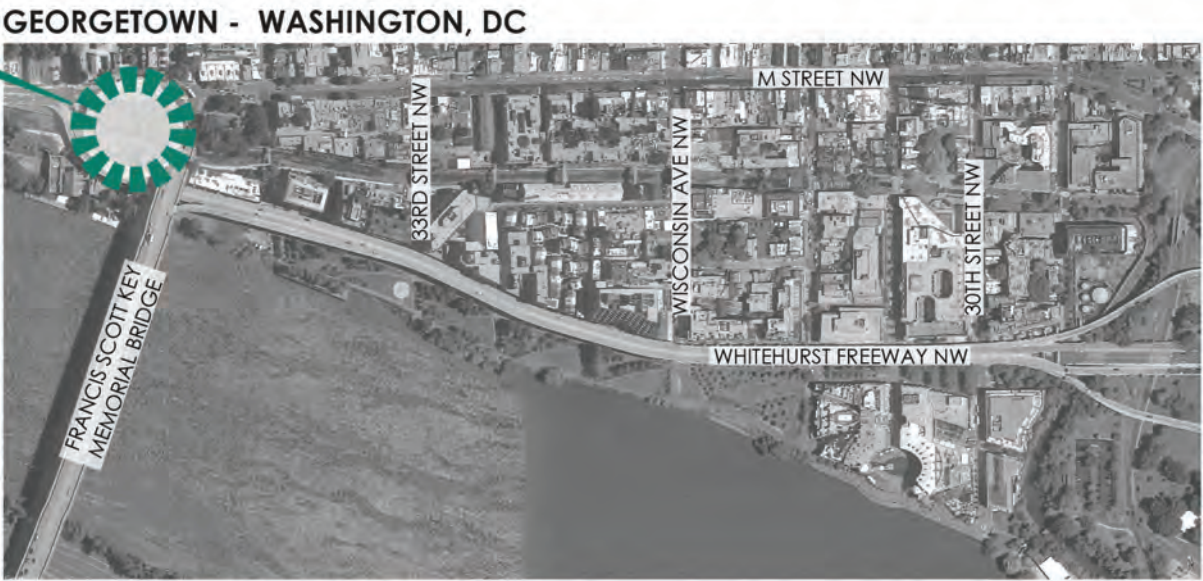 GEORGETOWN - WASHINGTON, DC
M STREET NW
33RD STREET NW
WISCONSIN AVE NW
30TH STREET NW
FRANCIS SCOTT KEY
MEMORIAL BRIDGE
WHITEHURST FREEWAY NW